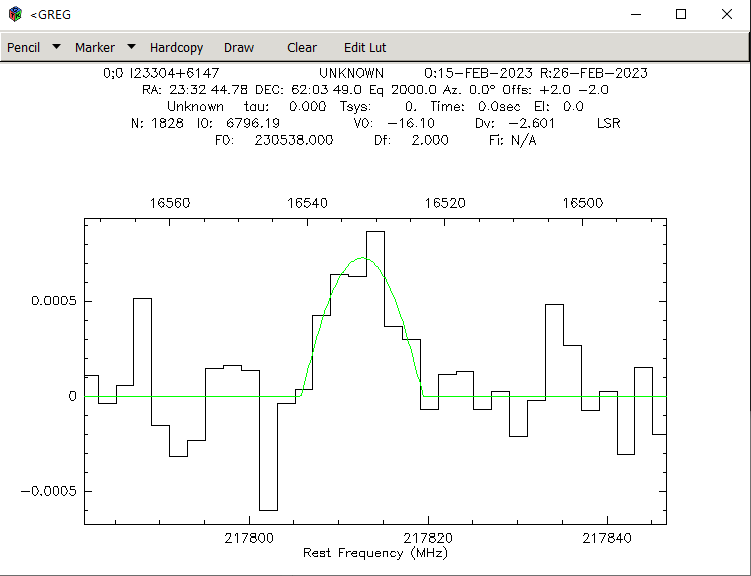 <GREG
Pencil Marker Hardcopy Draw Clear Edit Lut
0;0 I23304+6147 UNKNOWN O:15-FEB-2023 R:26-FEB-2023
RA: 23:32 44.78 DEC: 62:03 49.0 Eq 2000.0 Az. 0.0° Offs: +2.0 -2.0
Unknown tau: 0.000 Tsys: 0. Time: 0.0sec El: 0.0
N: 1828 I0: 6796.19 V0: -16.10 Dv: -2.601 LSR
F0: 230538.000 Df: 2.000 Fi: N/A
16560 16540 16520 16500
0.0005
0
-0.0005
217800 217820 217840
Rest Frequency (MHz)